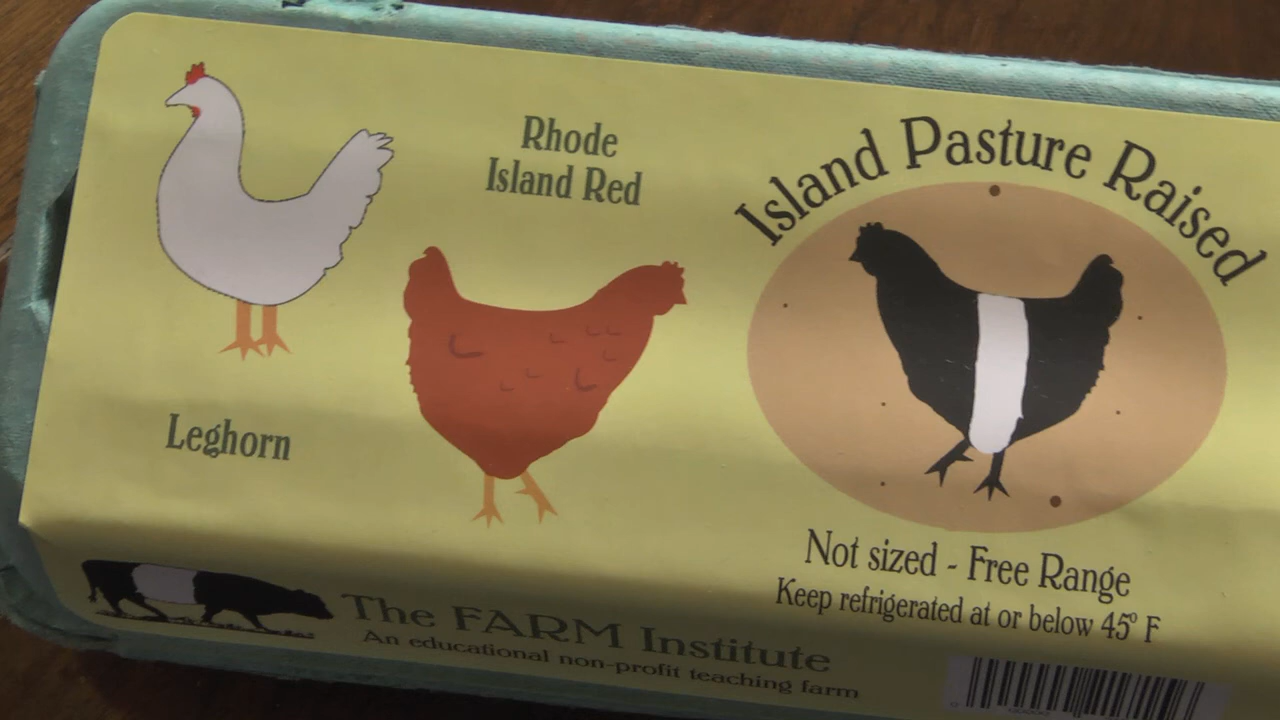 Rhode
Island Red
Leghorn
Island Pasture Raised
Not sized - Free Range
Keep refrigerated at or below 45° F
The FARM Institute
An educational non-profit teaching farm